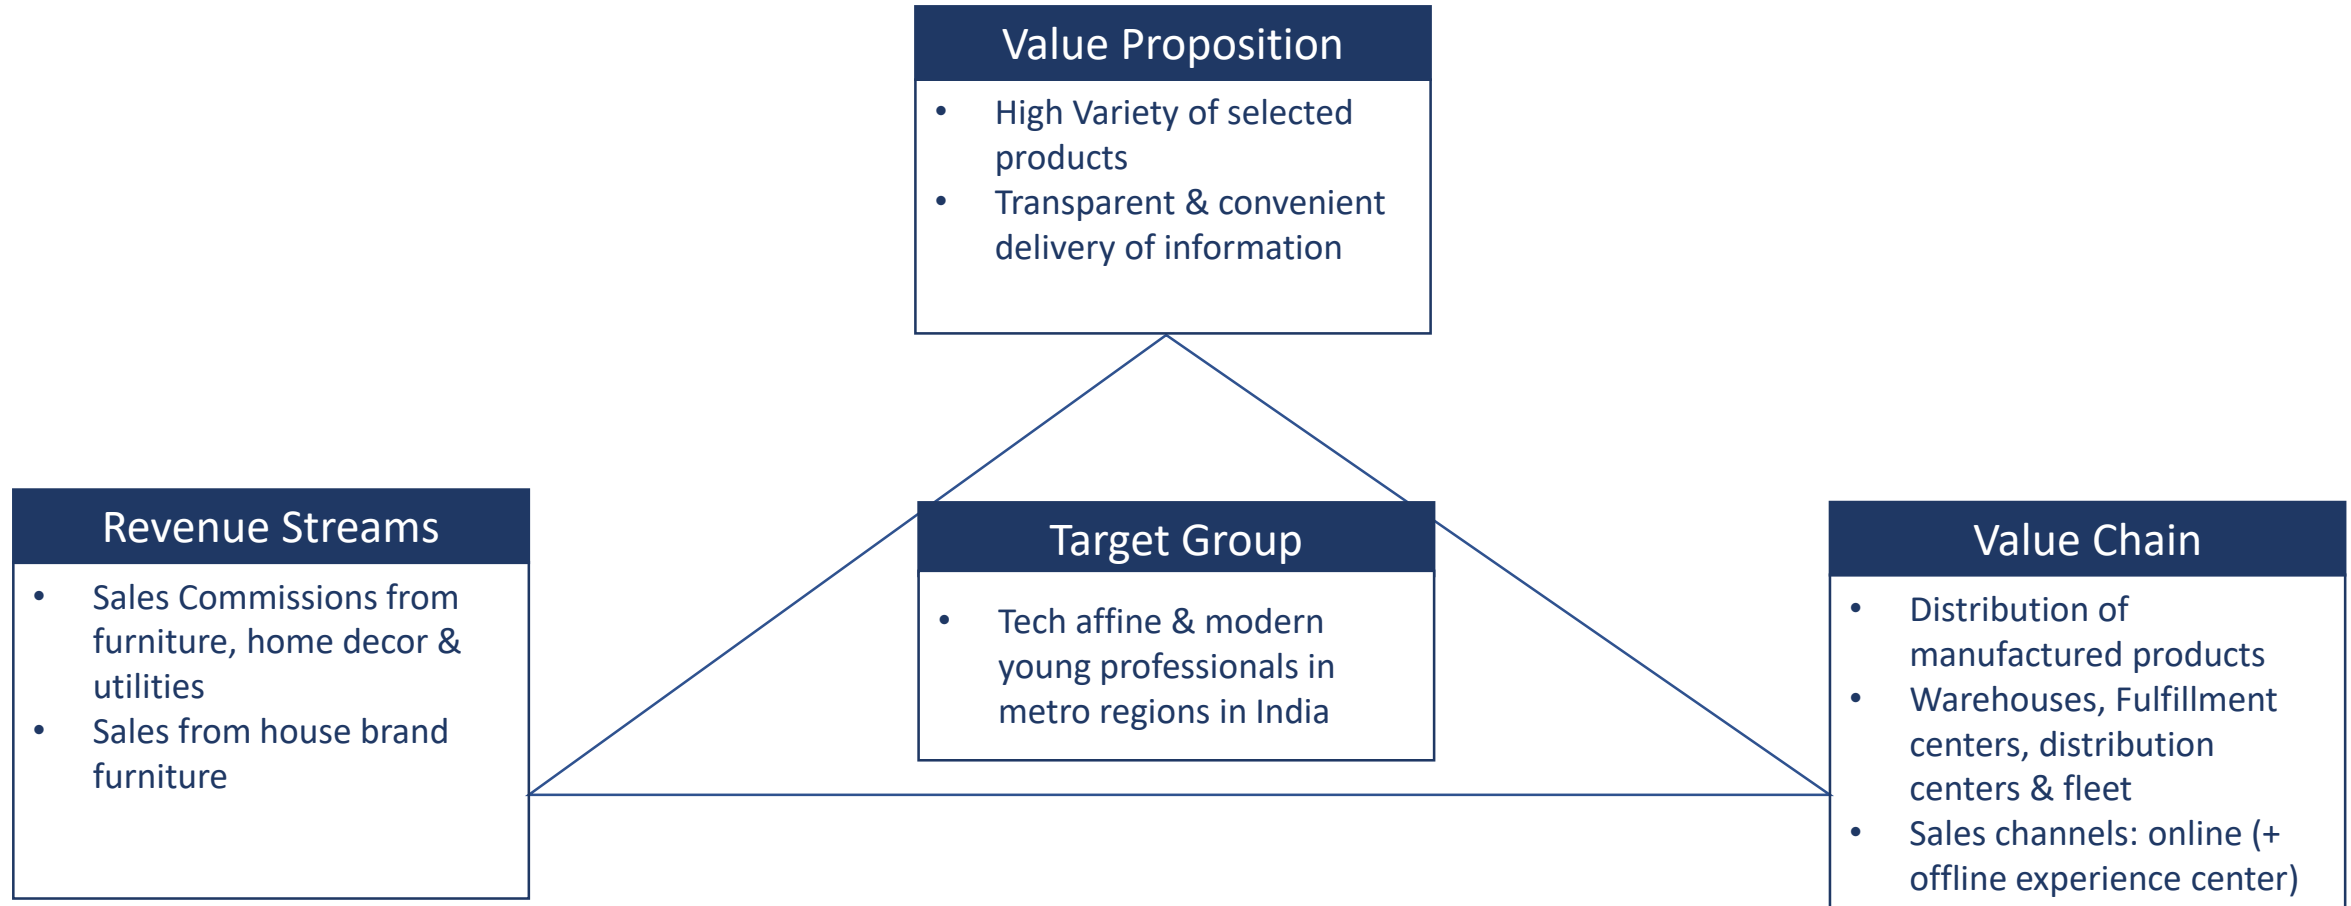 Value Proposition
• High Variety of selected
products
• Transparent & convenient
delivery of information
Revenue Streams
• Sales Commissions from
furniture, home decor &
utilities
• Sales from house brand
furniture
Target Group
• Tech affine & modern
young professionals in
metro regions in India
Value Chain
• Distribution of
manufactured products
• Warehouses, Fulfillment
centers, distribution
centers & fleet
• Sales channels: online (+
offline experience center)